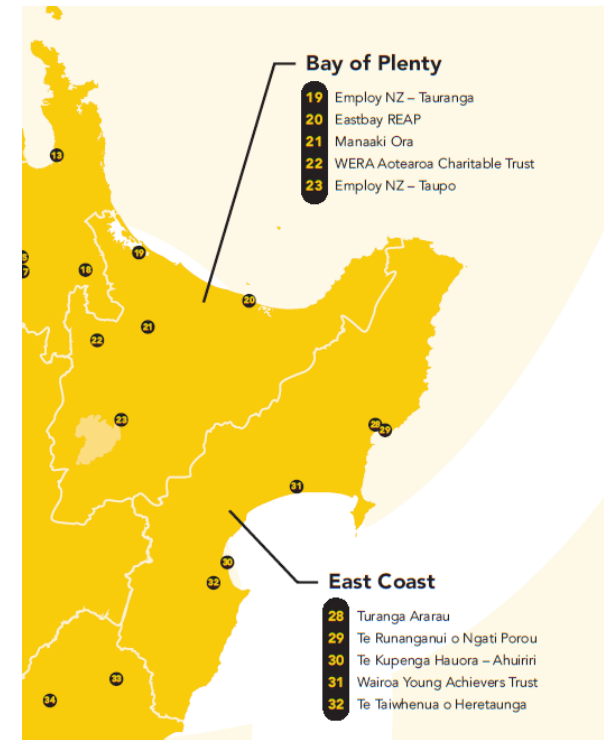 Bay of Plenty
19 Employ NZ – Tauranga
20 Eastbay REAP
21 Manaaki Ora
22 WERA Aotearoa Charitable Trust
23 Employ NZ – Taupo
13
19
5
7
18
20
21
22
23
28
29
31
30
32
East Coast
28 Turanga Ararau
29 Te Runanganui o Ngati Porou
30 Te Kupenga Hauora – Ahuiriri
31 Wairoa Young Achievers Trust
32 Te Taiwhenua o Heretaunga
33
34